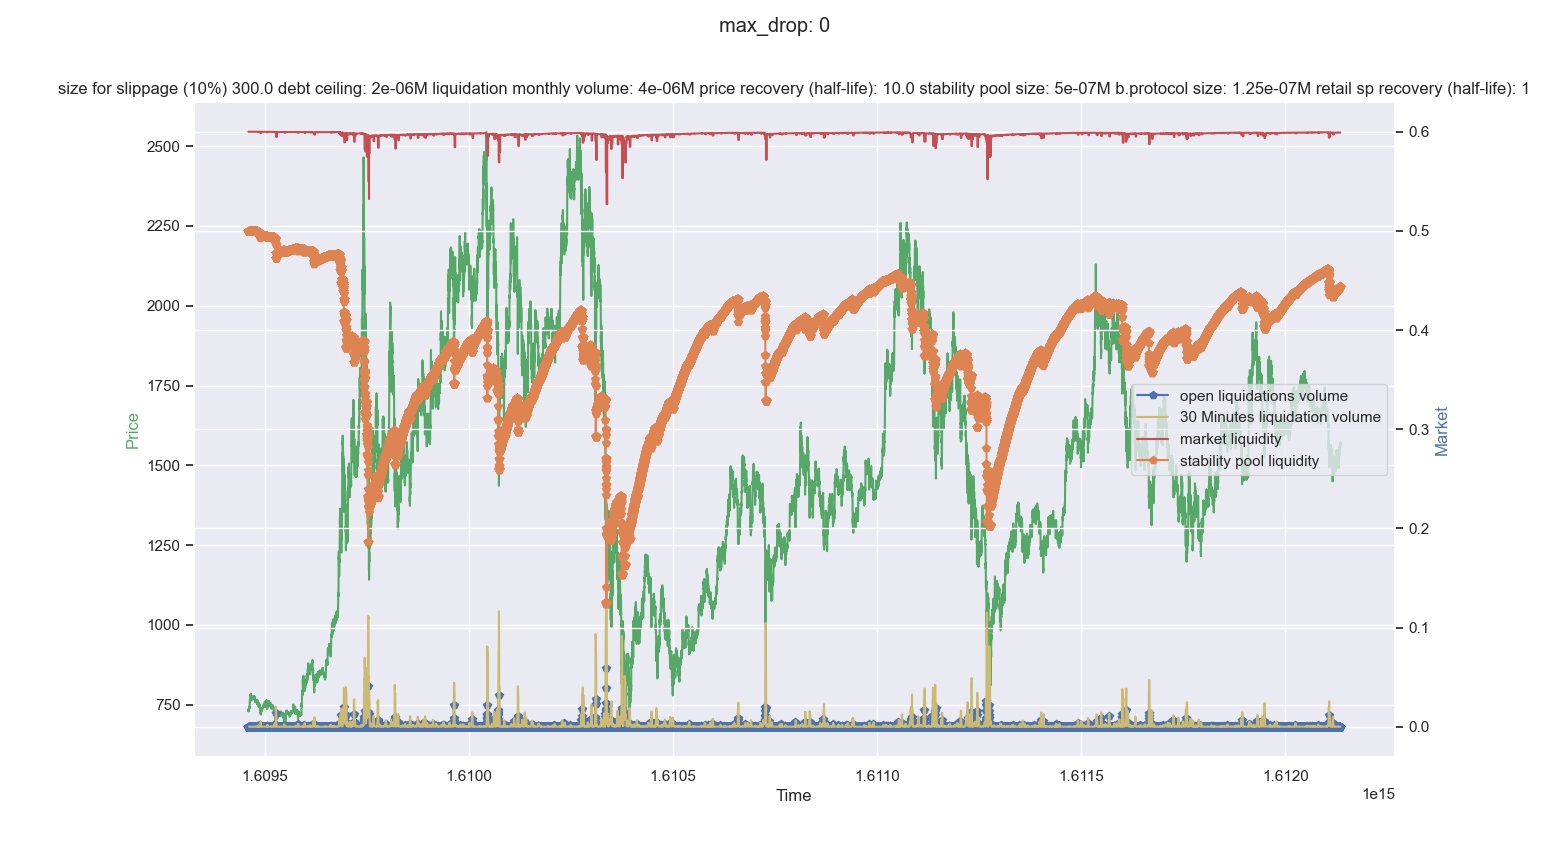 max_drop: 0
size for slippage (10%) 300.0 debt ceiling: 2e-06M liquidation monthly volume: 4e-06M price recovery (half-life): 10.0 stability pool size: 5e-07M b.protocol size: 1.25e-07M retail sp recovery (half-life): 1
2500
2250
2000
1750
1500
1250
1000
750
Price
0.6
0.5
0.4
0.3
0.2
0.1
0.0
Market
open liquidations volume
30 Minutes liquidation volume
market liquidity
stability pool liquidity
1.6095 1.6100 1.6105 1.6110 1.6115 1.6120
Time
1e15